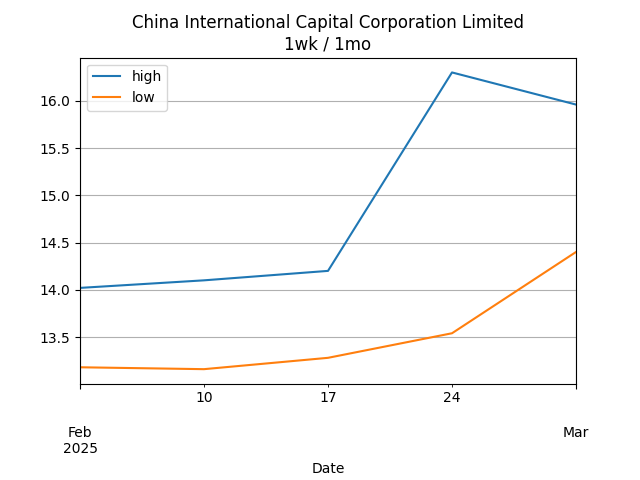 China International Capital Corporation Limited
1wk / 1mo
high
low
16.0
15.5
15.0
14.5
14.0
13.5
10
17
24
Feb
2025
Mar
Date